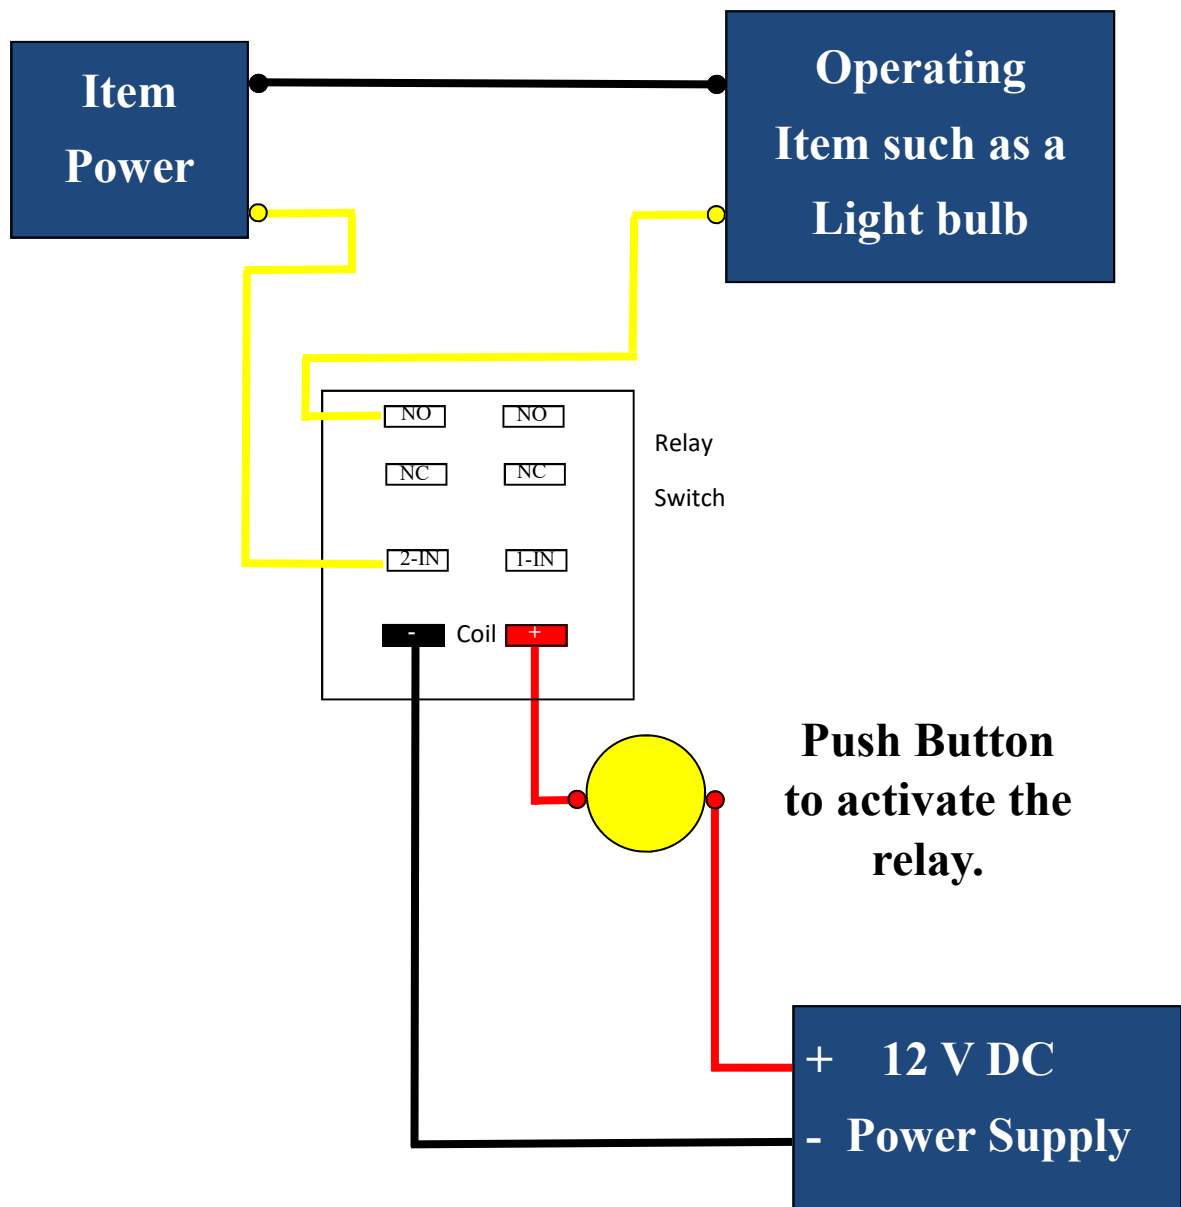 Item
Power
Operating
Item such as a
Light bulb
NO NO
NC NC
Relay
Switch
2-IN 1-IN
- Coil +
Push Button
to activate the
relay.
+ 12 V DC
- Power Supply